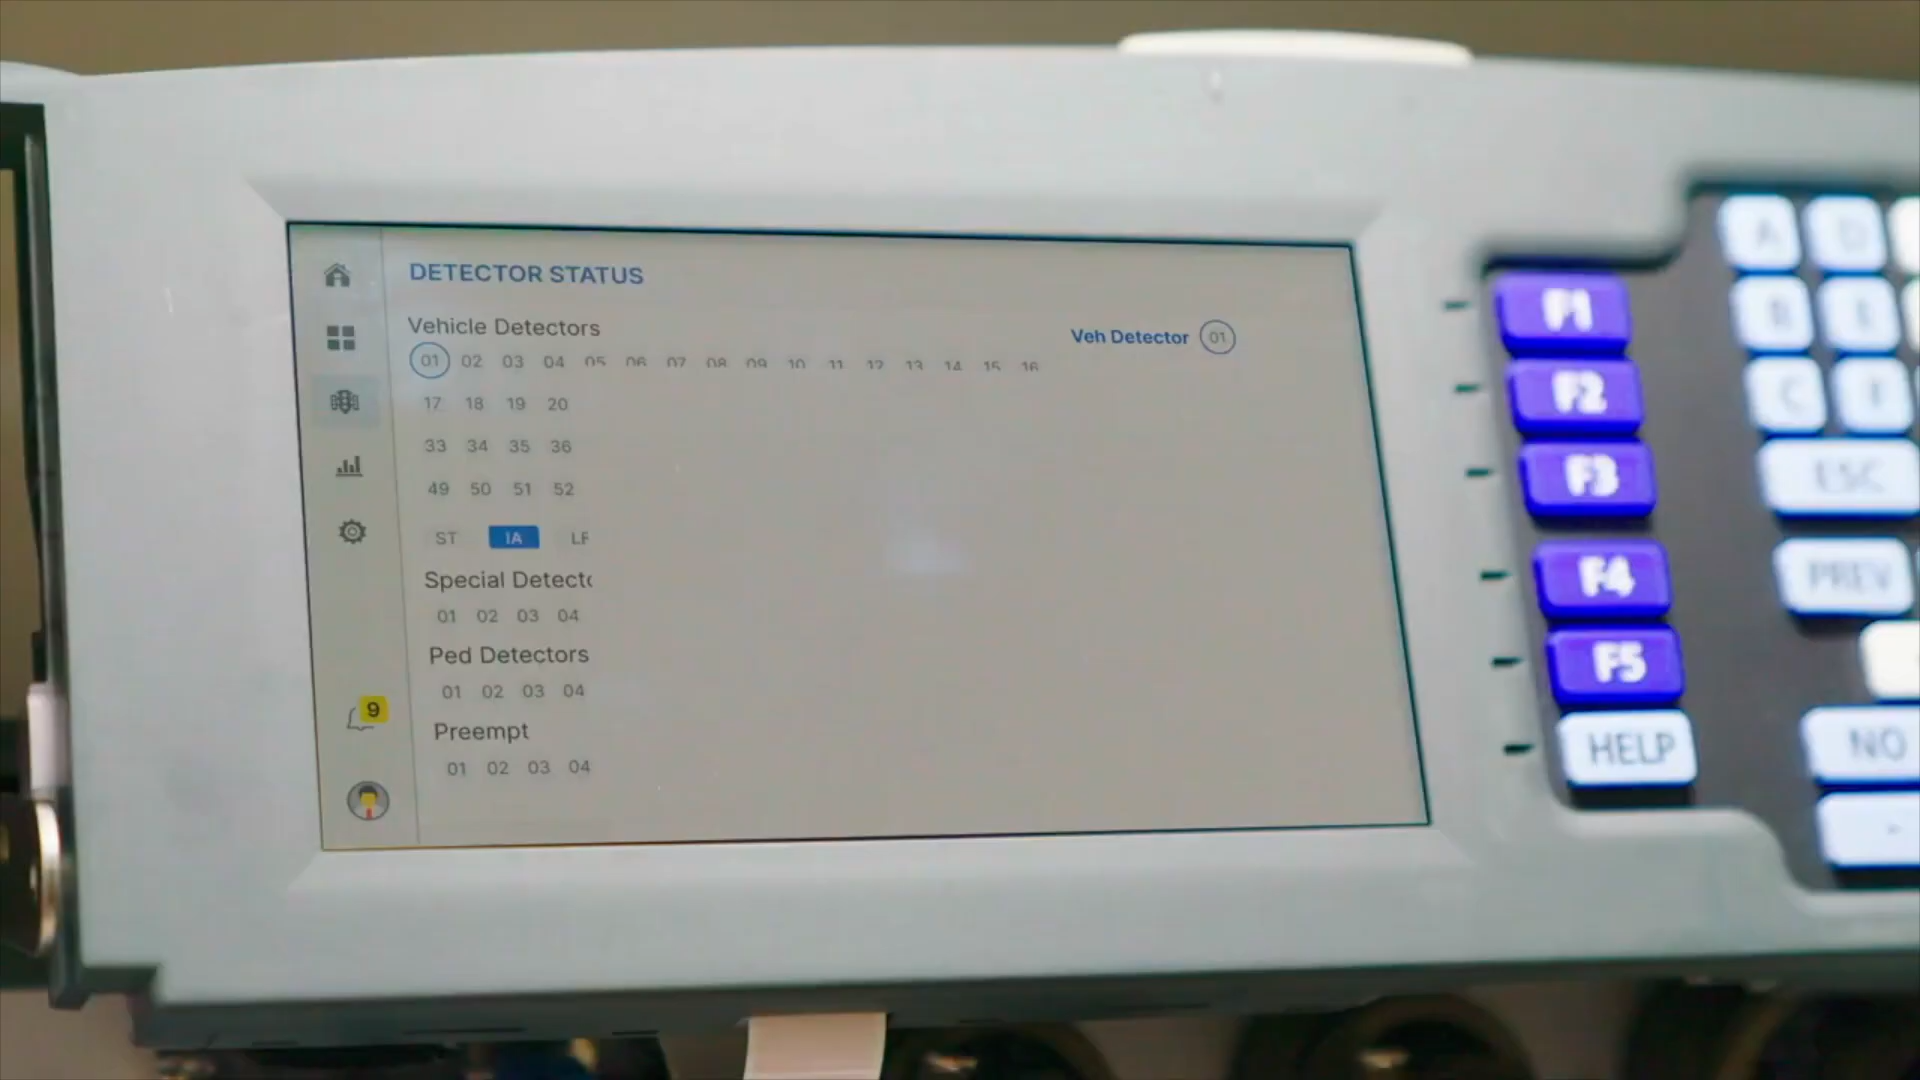 DETECTOR STATUS
Vehicle Detectors
01 02 03 04 05 06 07 08 09 10 11 12 13 14 15 16
17 18 19 20
33 34 35 36
49 50 51 52
ST IA
Special
01 02 03 04
Ped Detectors
01 02 03 04
Preempt
01 02 03 04
Veh Detector 01
9
F1
F2
F3
F4
F5
HELP
A D
B E
C F
ESC
PREV
NO
-